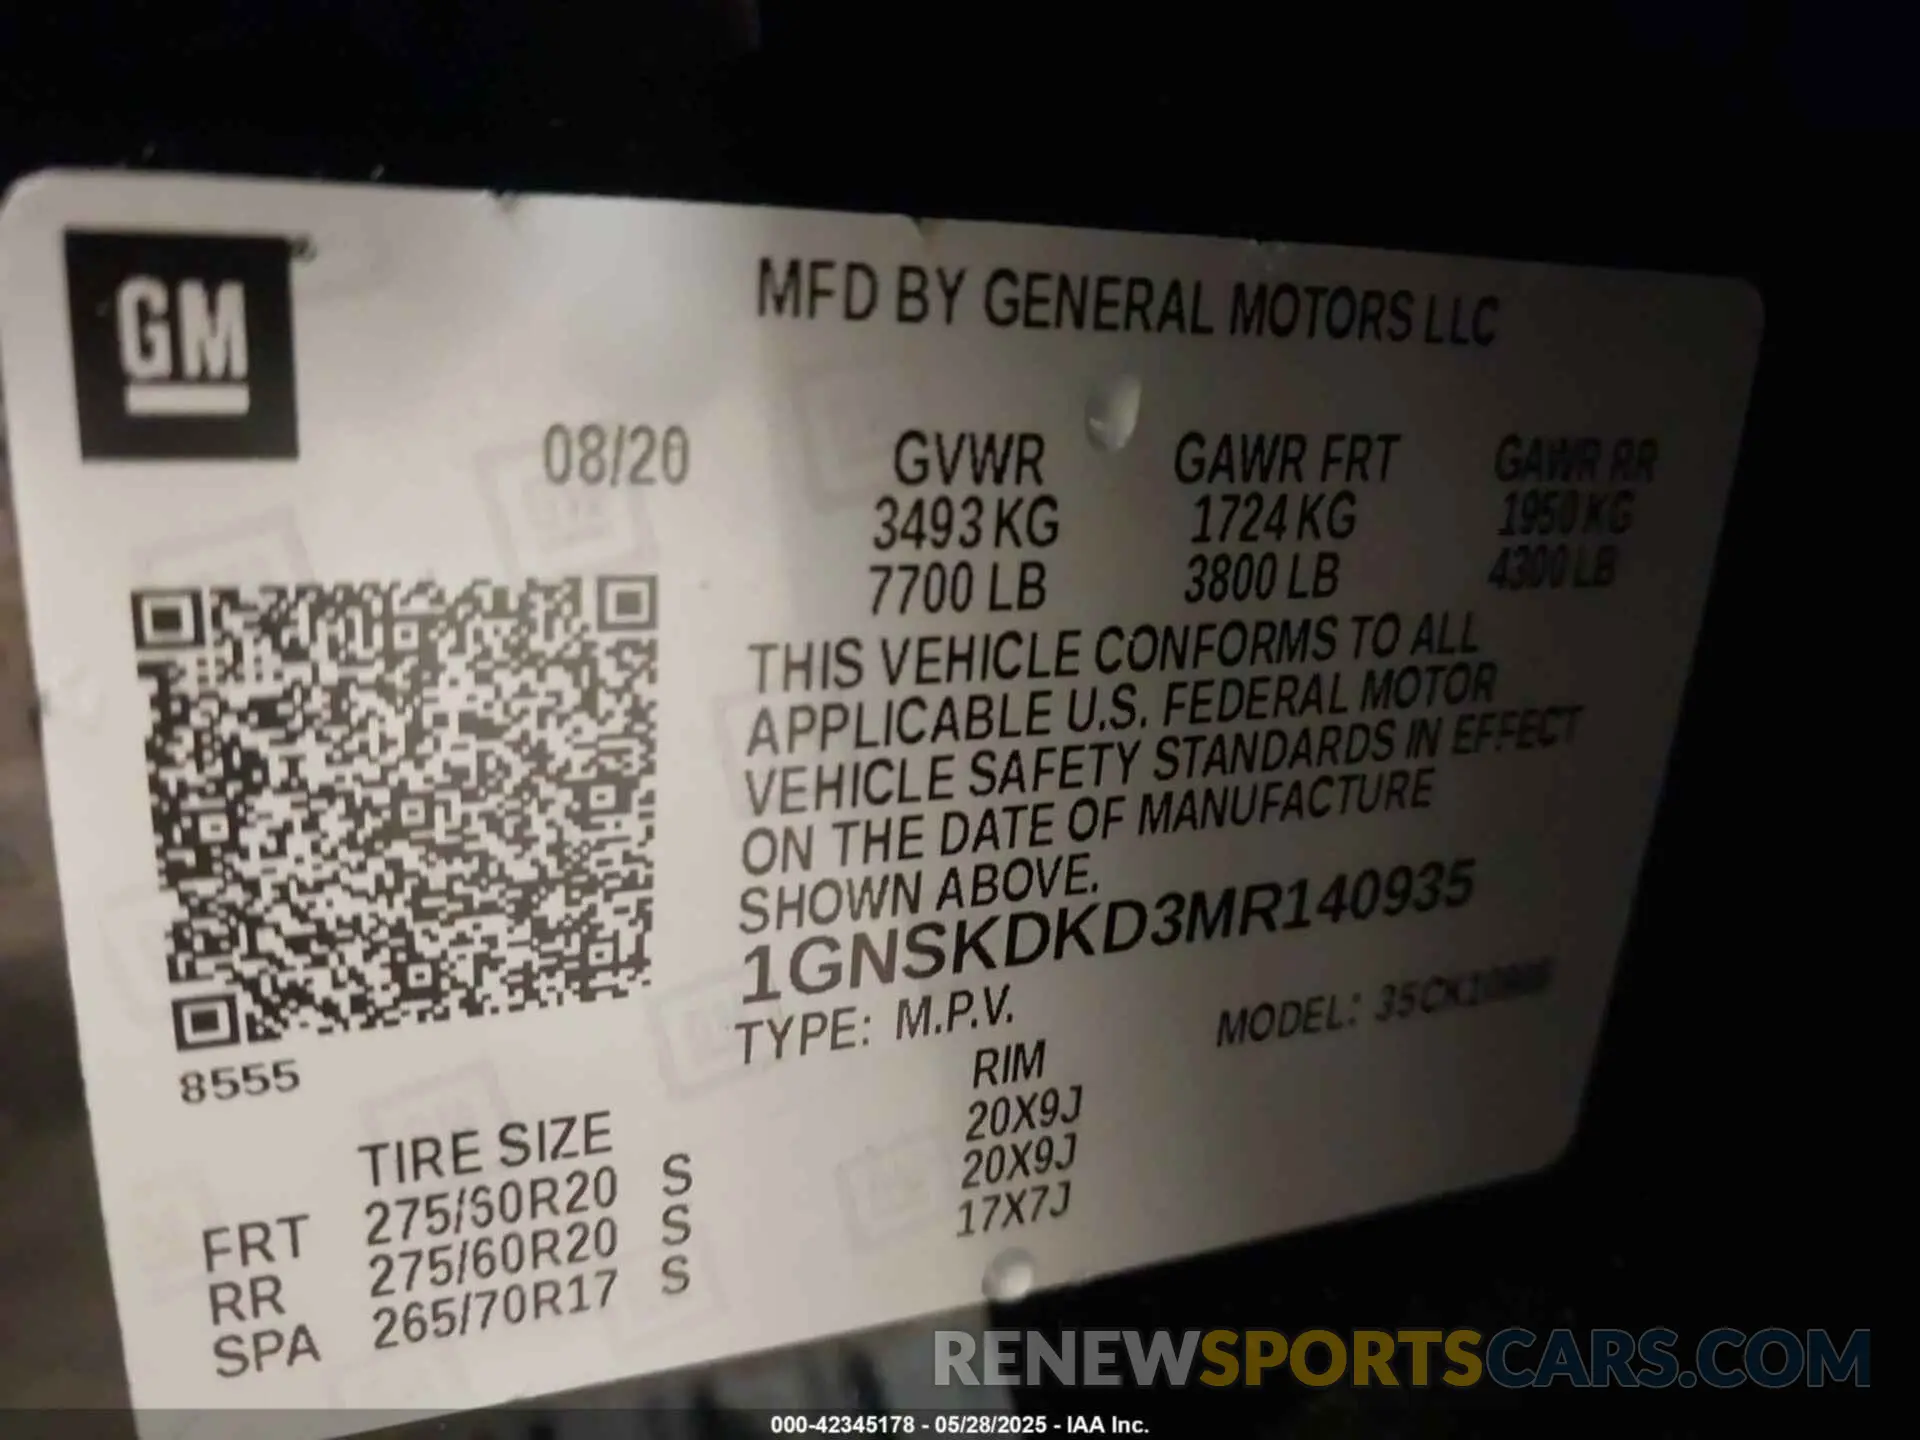 GM
MFD BY GENERAL MOTORS LLC
08/20 GVWR GAWR FRT GAWR RR
3493 KG 1724 KG 1950 KG
7700 LB 3800 LB 4300 LB
THIS VEHICLE CONFORMS TO ALL
APPLICABLE U.S. FEDERAL MOTOR
VEHICLE SAFETY STANDARDS IN EFFECT
ON THE DATE OF MANUFACTURE
SHOWN ABOVE.
1GNSKDKD3MR140935
TYPE: M.P.V. MODEL:
8555
TIRE SIZE RIM
FRT 275/60R20 S 20X9J
RR 275/60R20 S 20X9J
SPA 265/70R17 S 17X7J
RENEWSPORTSCARS.COM
000-42345178 - 05/28/2025 - IAA Inc.